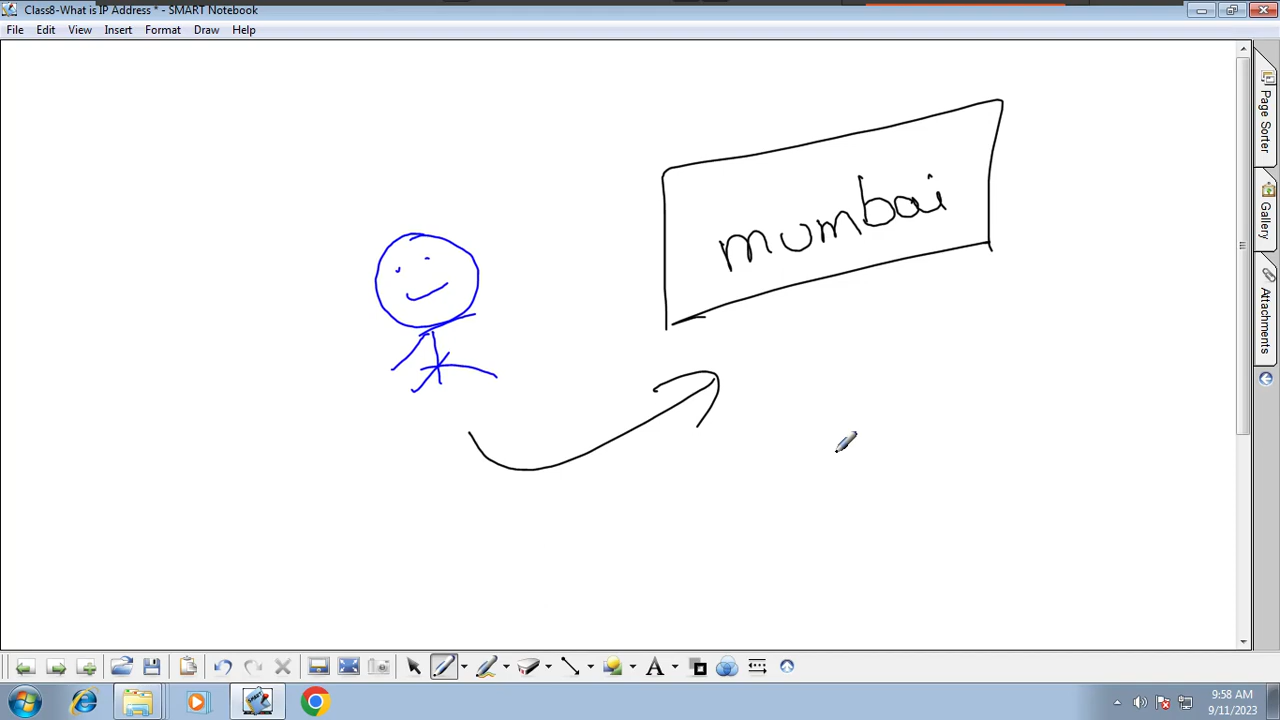 Class8-What is IP Address * - SMART Notebook
File Edit View Insert Format Draw Help
mumbai
Page Sorter
Gallery
Attachments
A
9:58 AM
9/11/2023